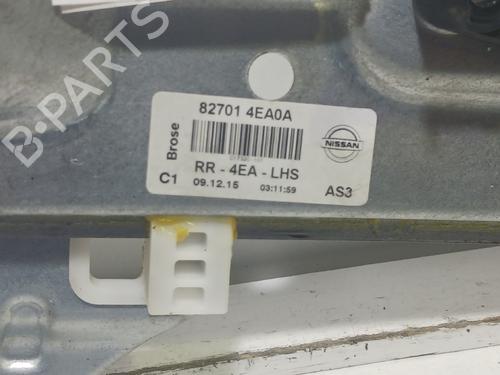 B-PARTS
82701 4EA0A
Brose
NISSAN
RR - 4EA - LHS
C1 09.12.15 03:11:59 AS3